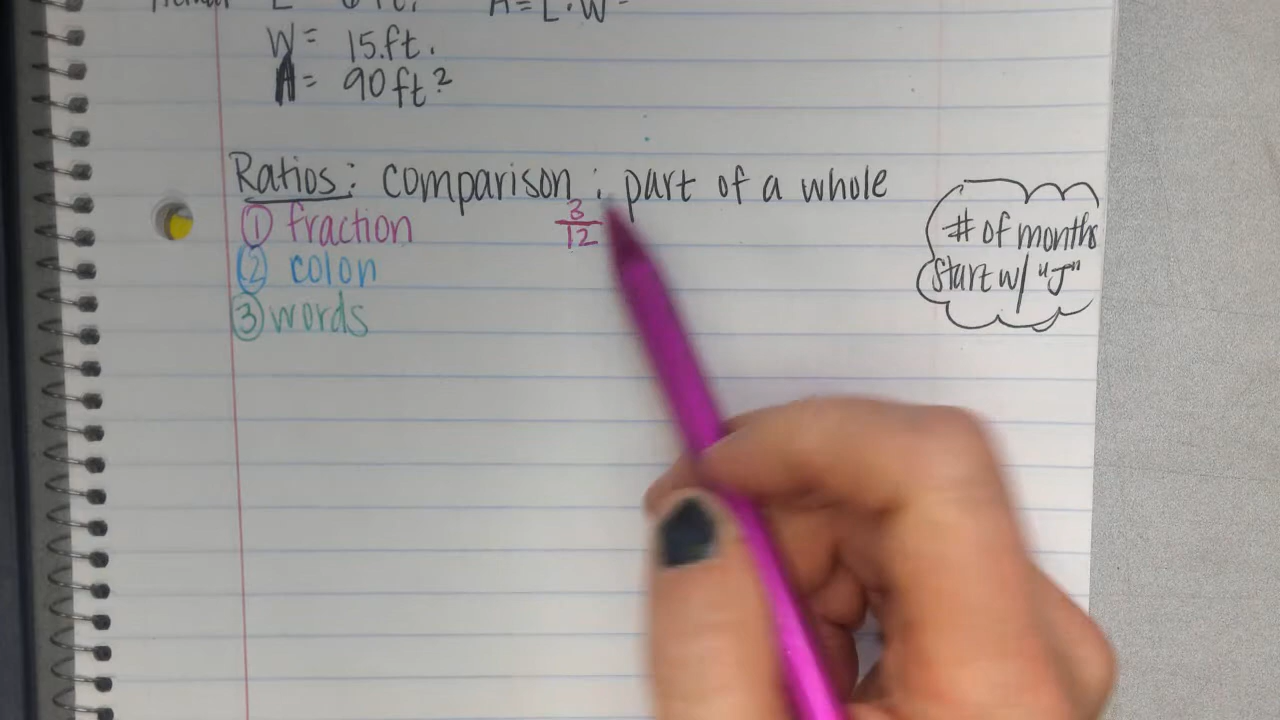 A = L · W
W = 15 ft.
A = 90 ft²
Ratios: comparison; part of a whole
① fraction 3/12
② colon
③ words
# of months
start w/ "J"